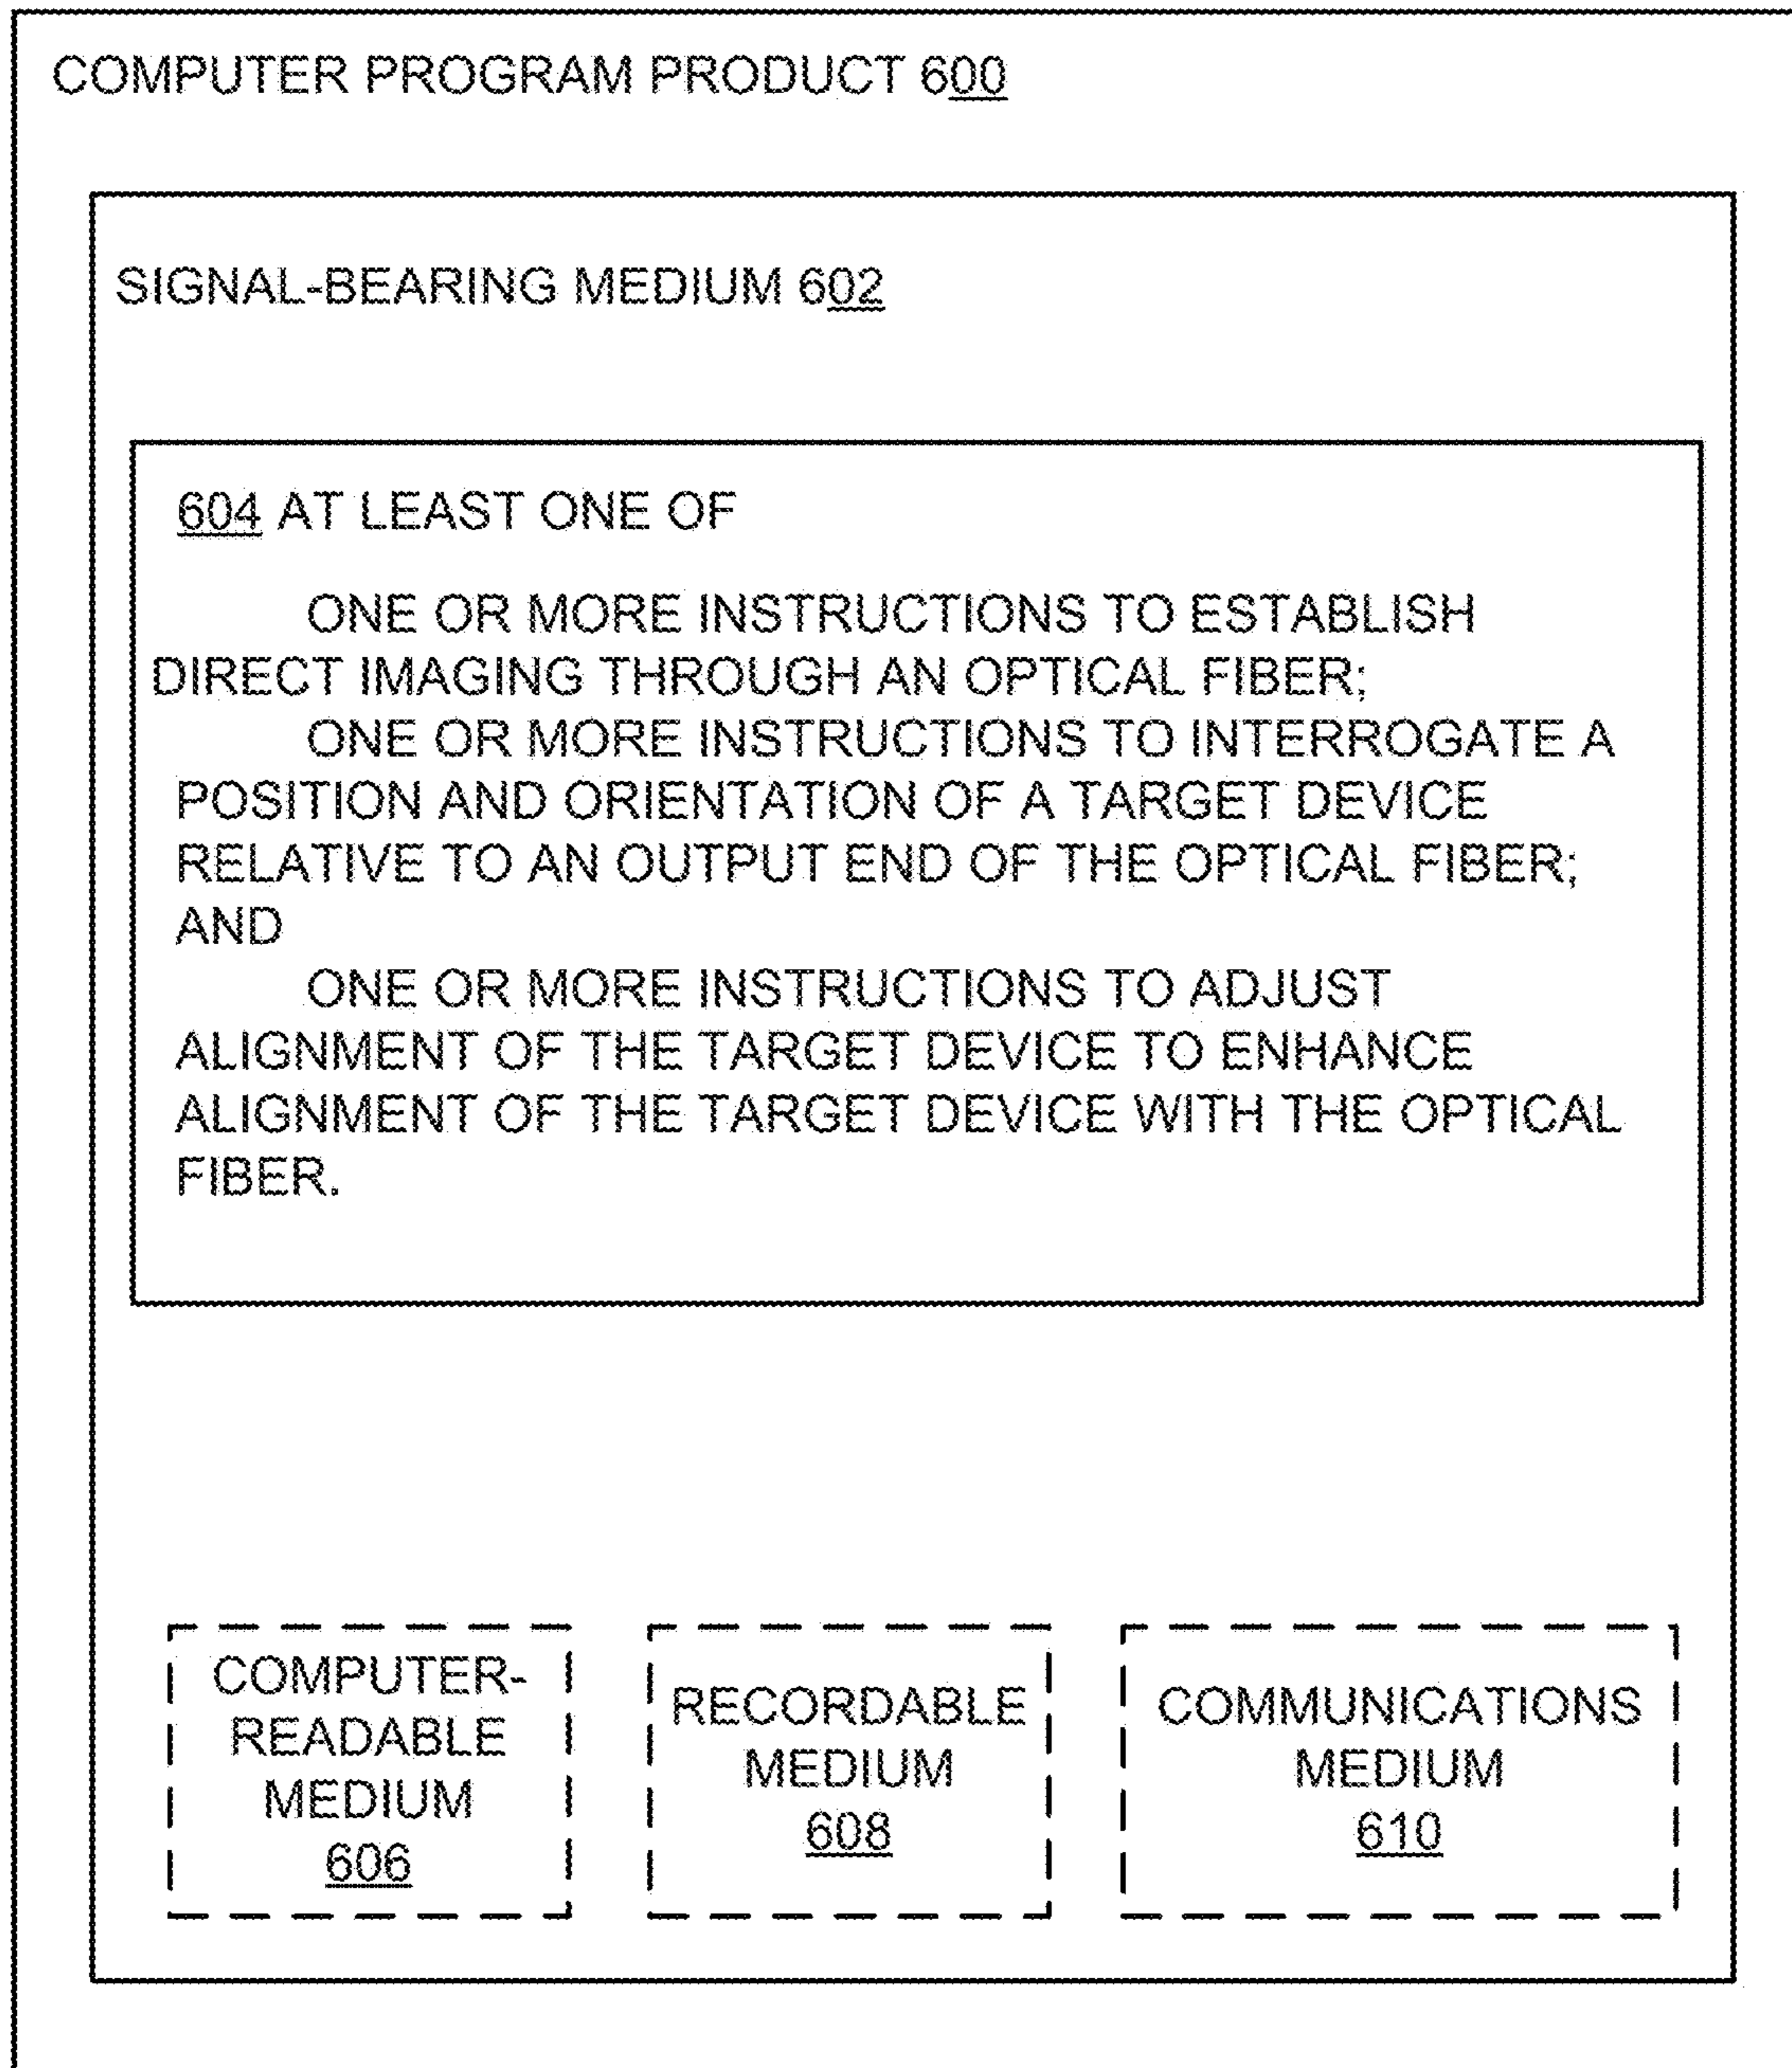 COMPUTER PROGRAM PRODUCT 600
SIGNAL-BEARING MEDIUM 602
604 AT LEAST ONE OF
ONE OR MORE INSTRUCTIONS TO ESTABLISH
DIRECT IMAGING THROUGH AN OPTICAL FIBER;
ONE OR MORE INSTRUCTIONS TO INTERROGATE A
POSITION AND ORIENTATION OF A TARGET DEVICE
RELATIVE TO AN OUTPUT END OF THE OPTICAL FIBER;
AND
ONE OR MORE INSTRUCTIONS TO ADJUST
ALIGNMENT OF THE TARGET DEVICE TO ENHANCE
ALIGNMENT OF THE TARGET DEVICE WITH THE OPTICAL
FIBER.
COMPUTER-
READABLE
MEDIUM
606
RECORDABLE
MEDIUM
608
COMMUNICATIONS
MEDIUM
610